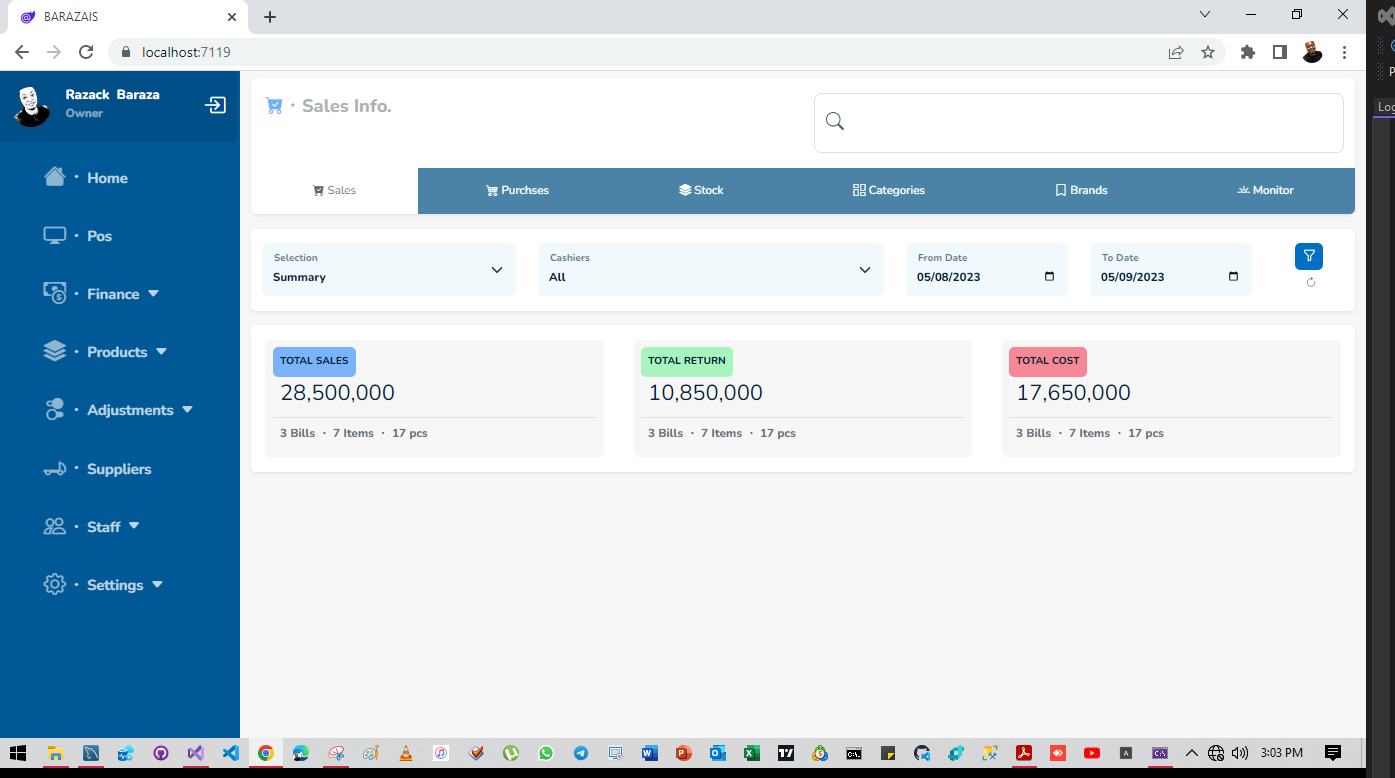 BARAZAIS
localhost:7119
Razack Baraza
Owner
Home
Pos
Finance
Products
Adjustments
Suppliers
Staff
Settings
· Sales Info.
Sales
Purchses
Stock
Categories
Brands
Monitor
Selection
Summary
Cashiers
All
From Date
05/08/2023
To Date
05/09/2023
TOTAL SALES
28,500,000
3 Bills · 7 Items · 17 pcs
TOTAL RETURN
10,850,000
3 Bills · 7 Items · 17 pcs
TOTAL COST
17,650,000
3 Bills · 7 Items · 17 pcs
3:03 PM